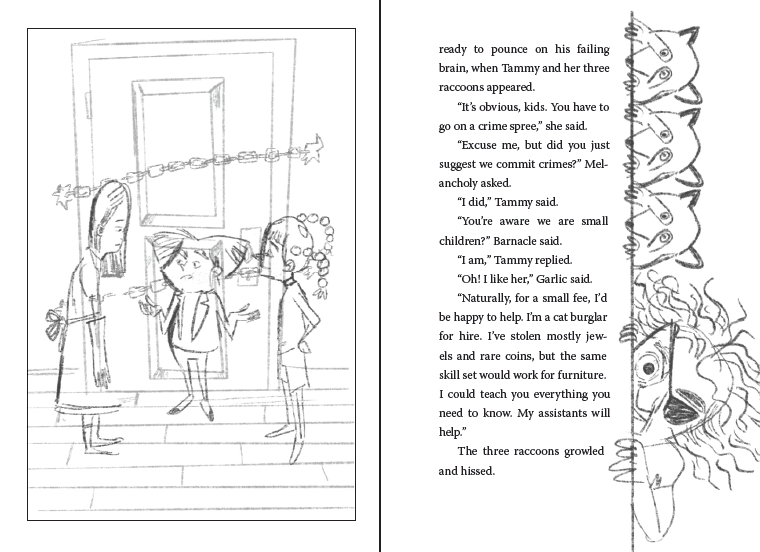 ready to pounce on his failing
brain, when Tammy and her three
raccoons appeared.
“It’s obvious, kids. You have to
go on a crime spree,” she said.
“Excuse me, but did you just
suggest we commit crimes?” Mel-
ancholy asked.
“I did,” Tammy said.
“You’re aware we are small
children?” Barnacle said.
“I am,” Tammy replied.
“Oh! I like her,” Garlic said.
“Naturally, for a small fee, I’d
be happy to help. I’m a cat burglar
for hire. I’ve stolen mostly jew-
els and rare coins, but the same
skill set would work for furniture.
I could teach you everything you
need to know. My assistants will
help.”
The three raccoons growled
and hissed.